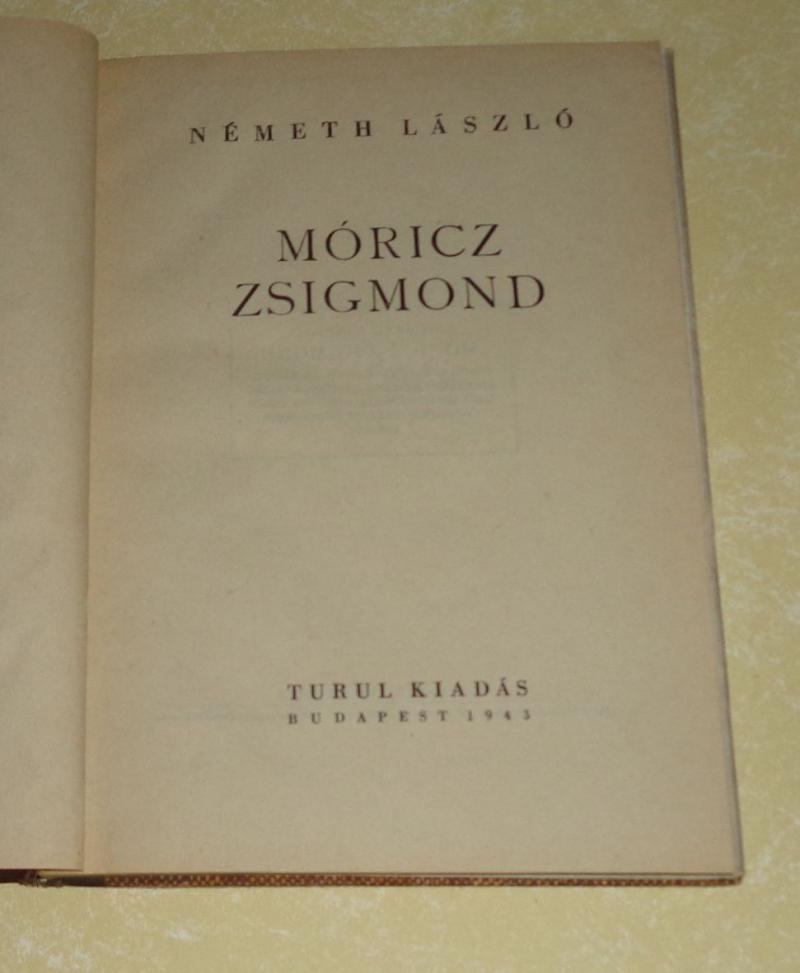 NÉMETH LÁSZLÓ
MÓRICZ
ZSIGMOND
TURUL KIADÁS
BUDAPEST 1943